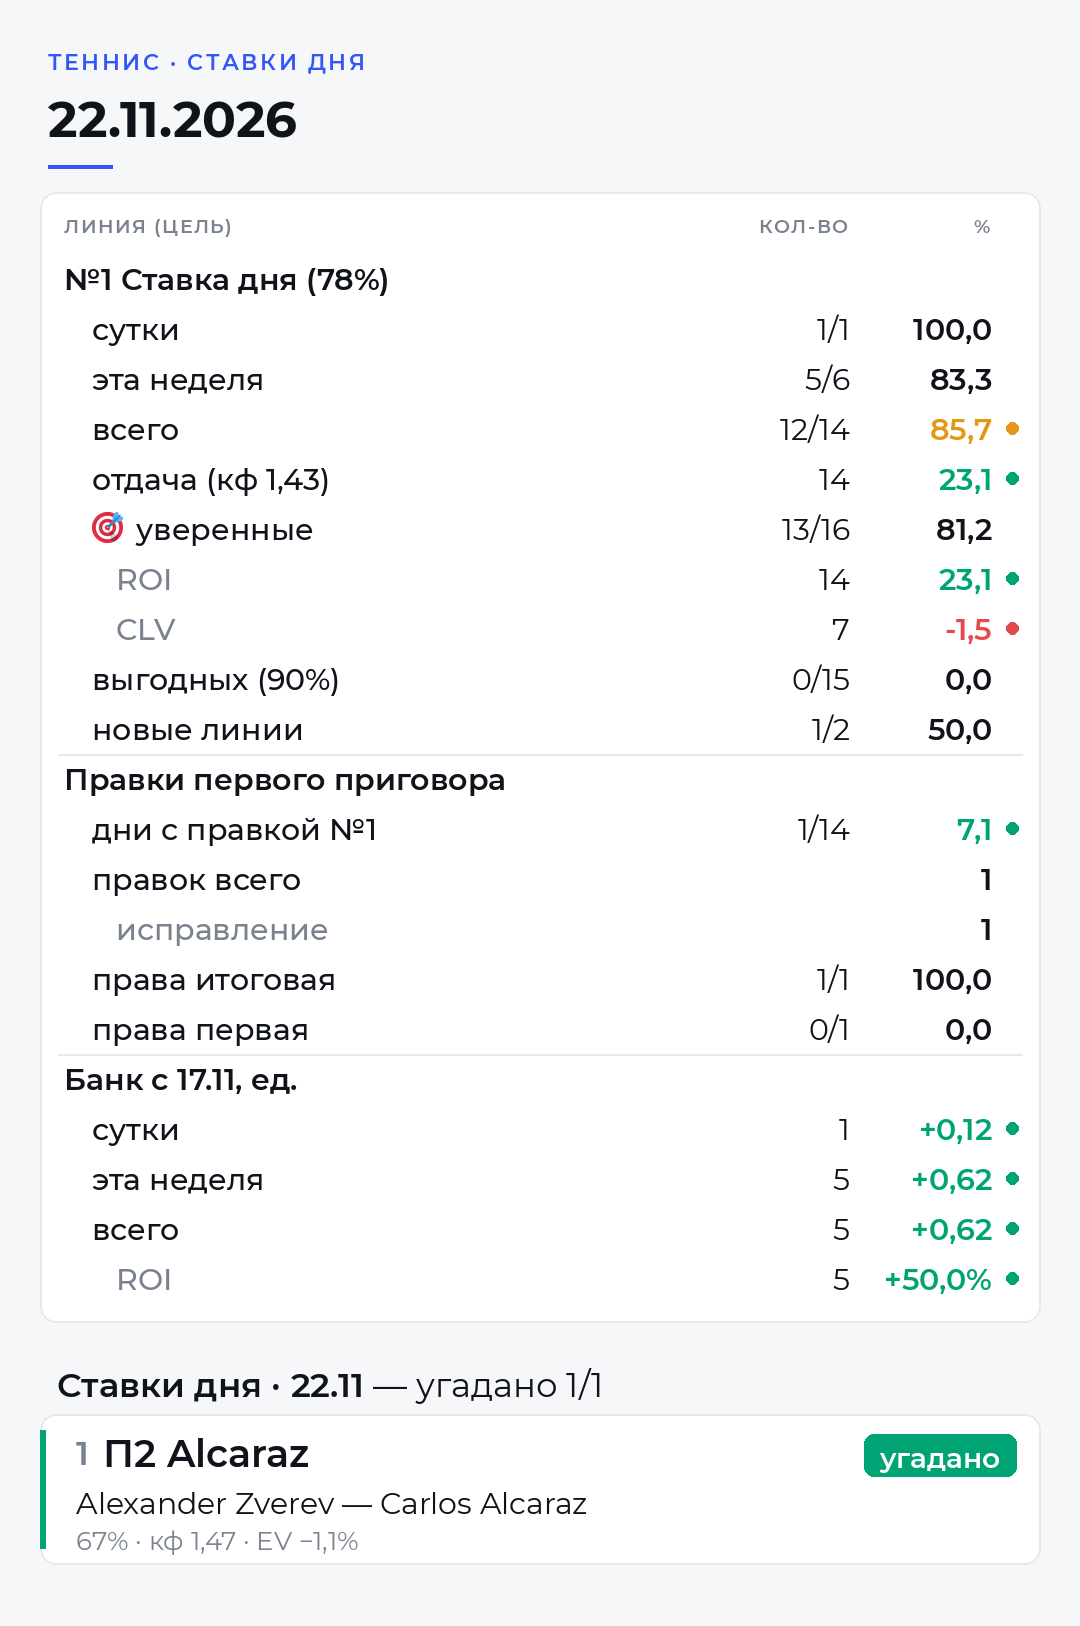 ТЕННИС · СТАВКИ ДНЯ
22.11.2026
ЛИНИЯ (ЦЕЛЬ) КОЛ-ВО %
№1 Ставка дня (78%)
сутки 1/1 100,0
эта неделя 5/6 83,3
всего 12/14 85,7
отдача (кф 1,43) 14 23,1
уверенные 13/16 81,2
ROI 14 23,1
CLV 7 -1,5
выгодных (90%) 0/15 0,0
новые линии 1/2 50,0
Правки первого приговора
дни с правкой №1 1/14 7,1
правок всего 1
исправление 1
права итоговая 1/1 100,0
права первая 0/1 0,0
Банк с 17.11, ед.
сутки 1 +0,12
эта неделя 5 +0,62
всего 5 +0,62
ROI 5 +50,0%
Ставки дня · 22.11 — угадано 1/1
1 П2 Alcaraz угадано
Alexander Zverev — Carlos Alcaraz
67% · кф 1,47 · EV −1,1%